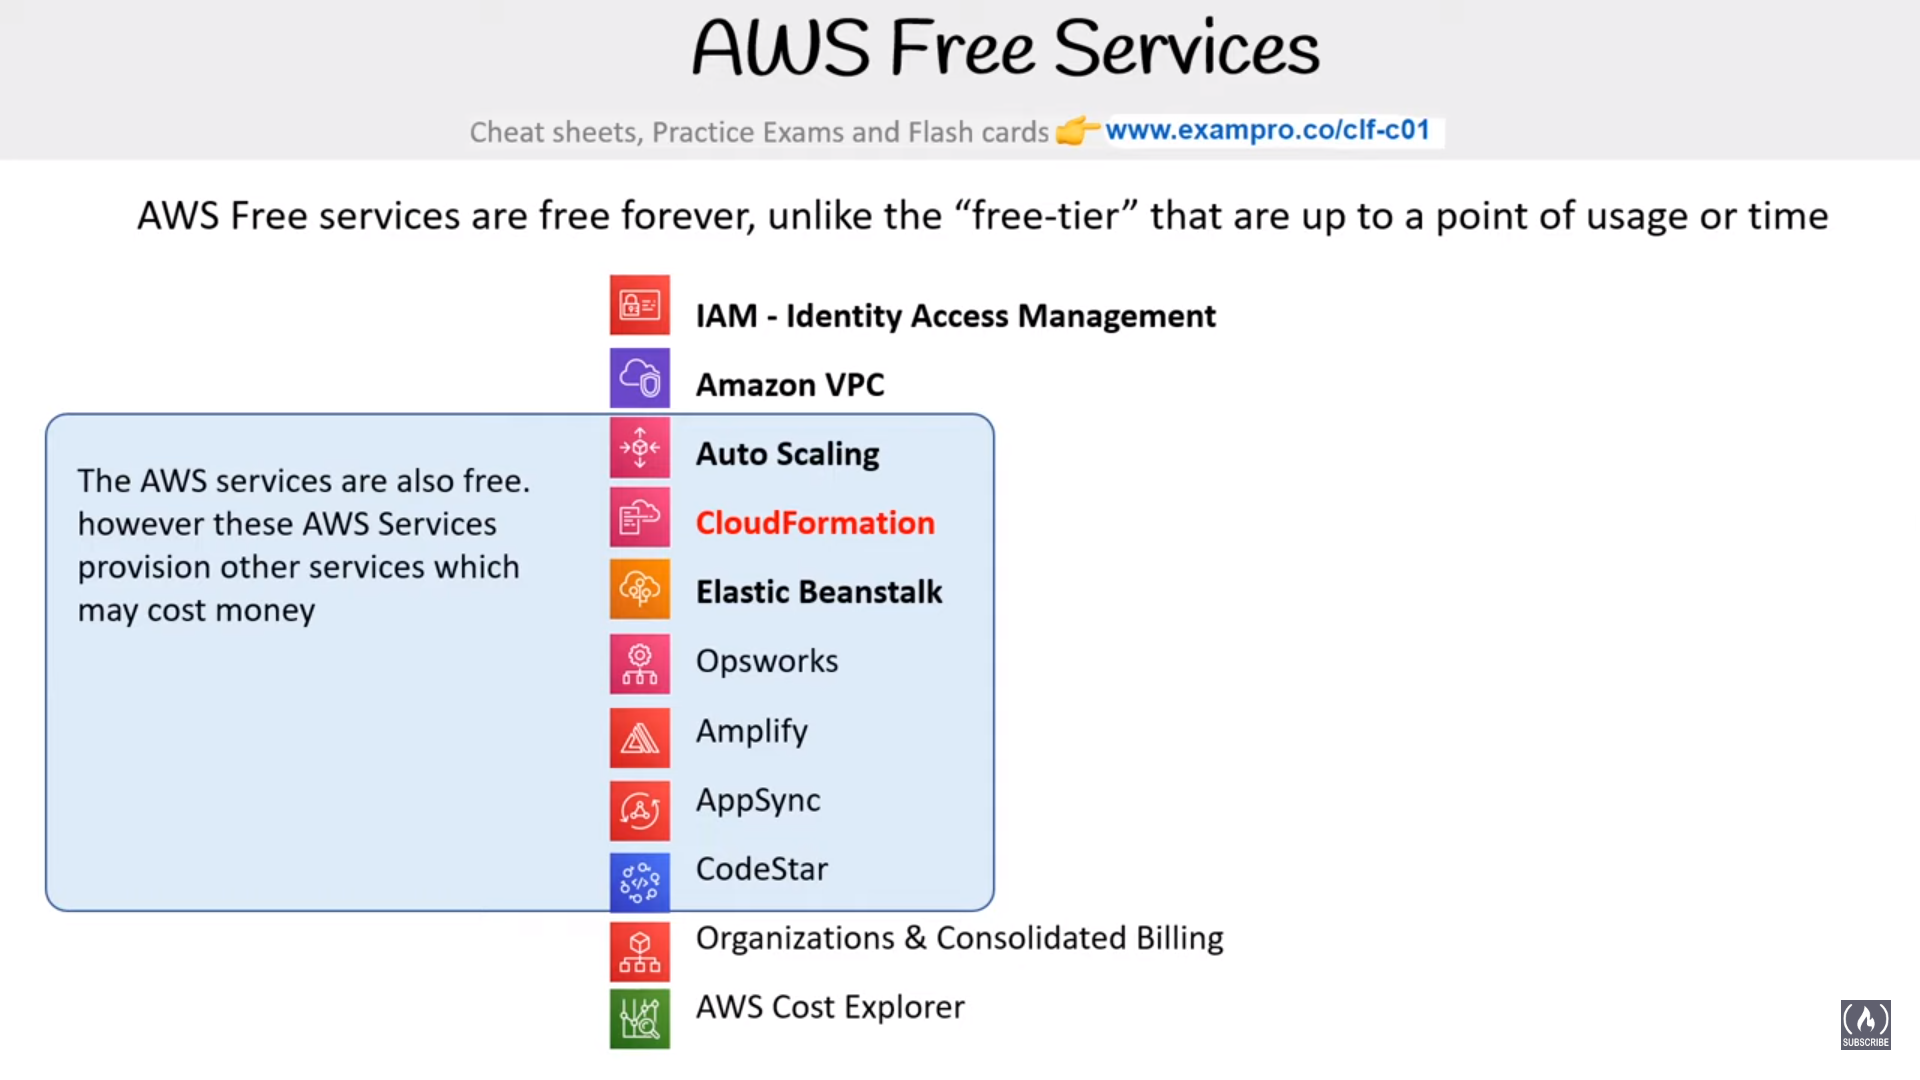 AWS Free Services
Cheat sheets, Practice Exams and Flash cards 👉 www.exampro.co/clf-c01
AWS Free services are free forever, unlike the “free-tier” that are up to a point of usage or time
IAM - Identity Access Management
Amazon VPC
The AWS services are also free.
however these AWS Services
provision other services which
may cost money
Auto Scaling
CloudFormation
Elastic Beanstalk
Opsworks
Amplify
AppSync
CodeStar
Organizations & Consolidated Billing
AWS Cost Explorer
SUBSCRIBE